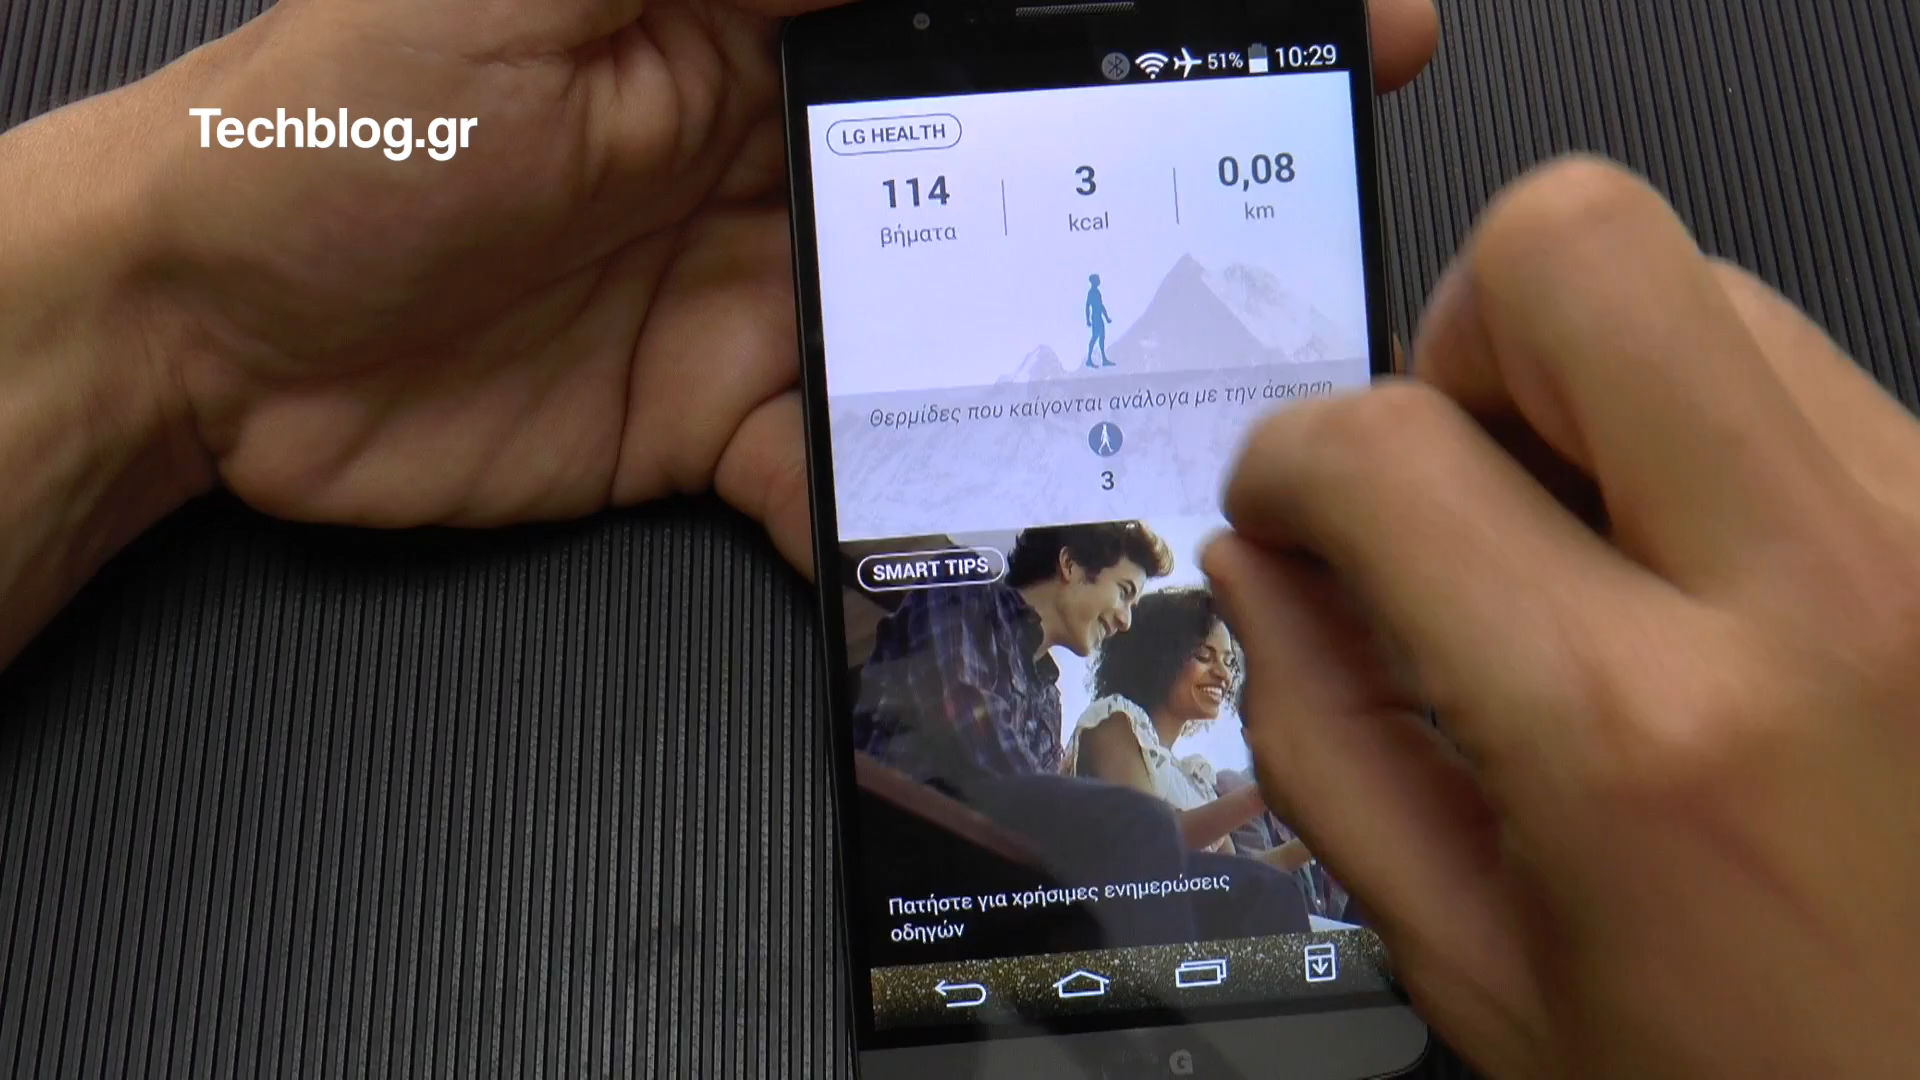 Techblog.gr
51% 10:29
LG HEALTH
114 3 0,08
βήματα kcal km
Θερμίδες που καίγονται ανάλογα με την άσκηση
3
SMART TIPS
Πατήστε για χρήσιμες ενημερώσεις
οδηγών